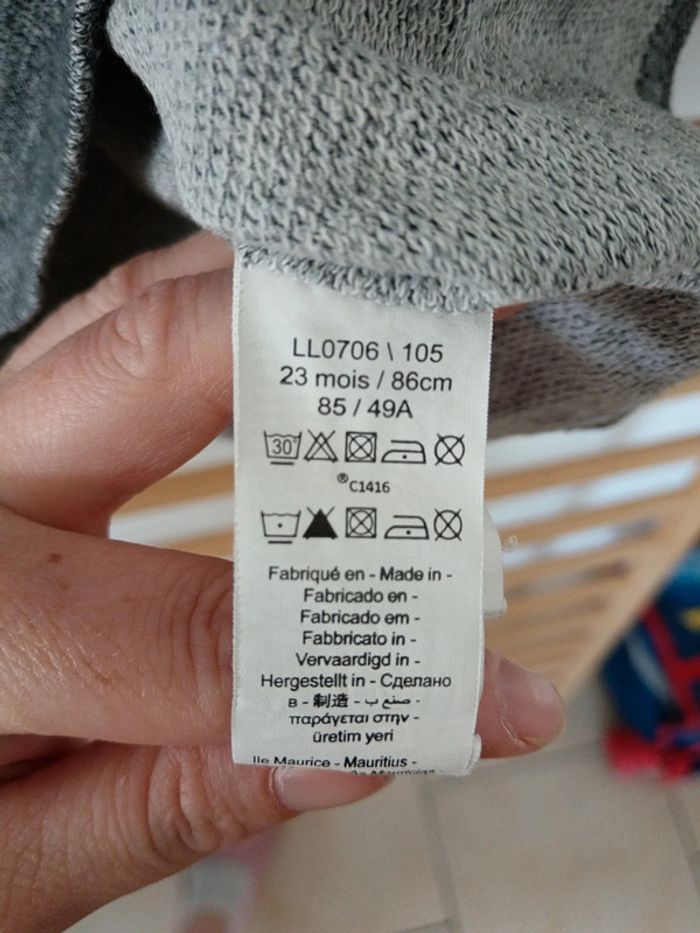 LL0706 \ 105
23 mois / 86cm
85 / 49A
30°
®C1416
Fabriqué en - Made in -
Fabricado en -
Fabricado em -
Fabbricato in -
Vervaardigd in -
Hergestellt in - Сделано
в - 制造 - صنع ب -
παράγεται στην -
üretim yeri
Ile Maurice - Mauritius -